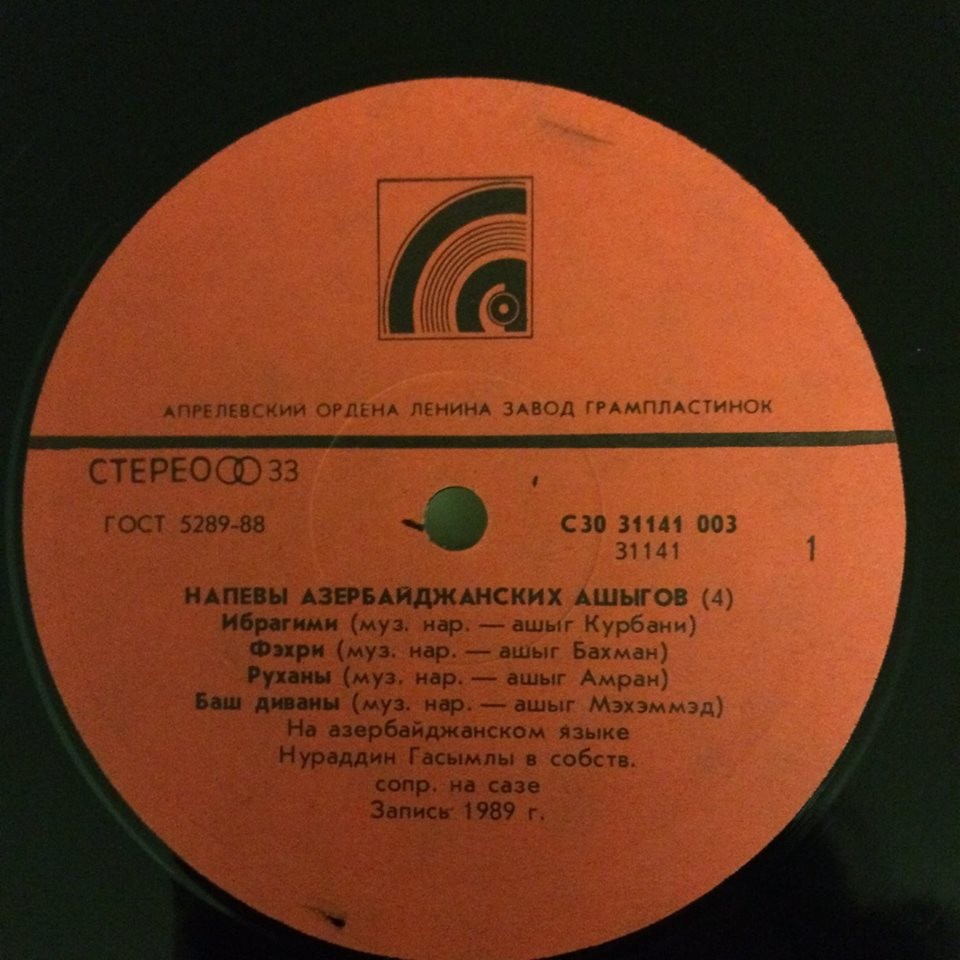 АПРЕЛЕВСКИЙ ОРДЕНА ЛЕНИНА ЗАВОД ГРАМПЛАСТИНОК
СТЕРЕО 33
ГОСТ 5289-88
С30 31141 003
31141
1
НАПЕВЫ АЗЕРБАЙДЖАНСКИХ АШЫГОВ (4)
Ибрагими (муз. нар. — ашыг Курбани)
Фэхри (муз. нар. — ашыг Бахман)
Руханы (муз. нар. — ашыг Амран)
Баш диваны (муз. нар. — ашыг Мэхэммэд)
На азербайджанском языке
Нураддин Гасымлы в собств.
сопр. на сазе
Запись 1989 г.